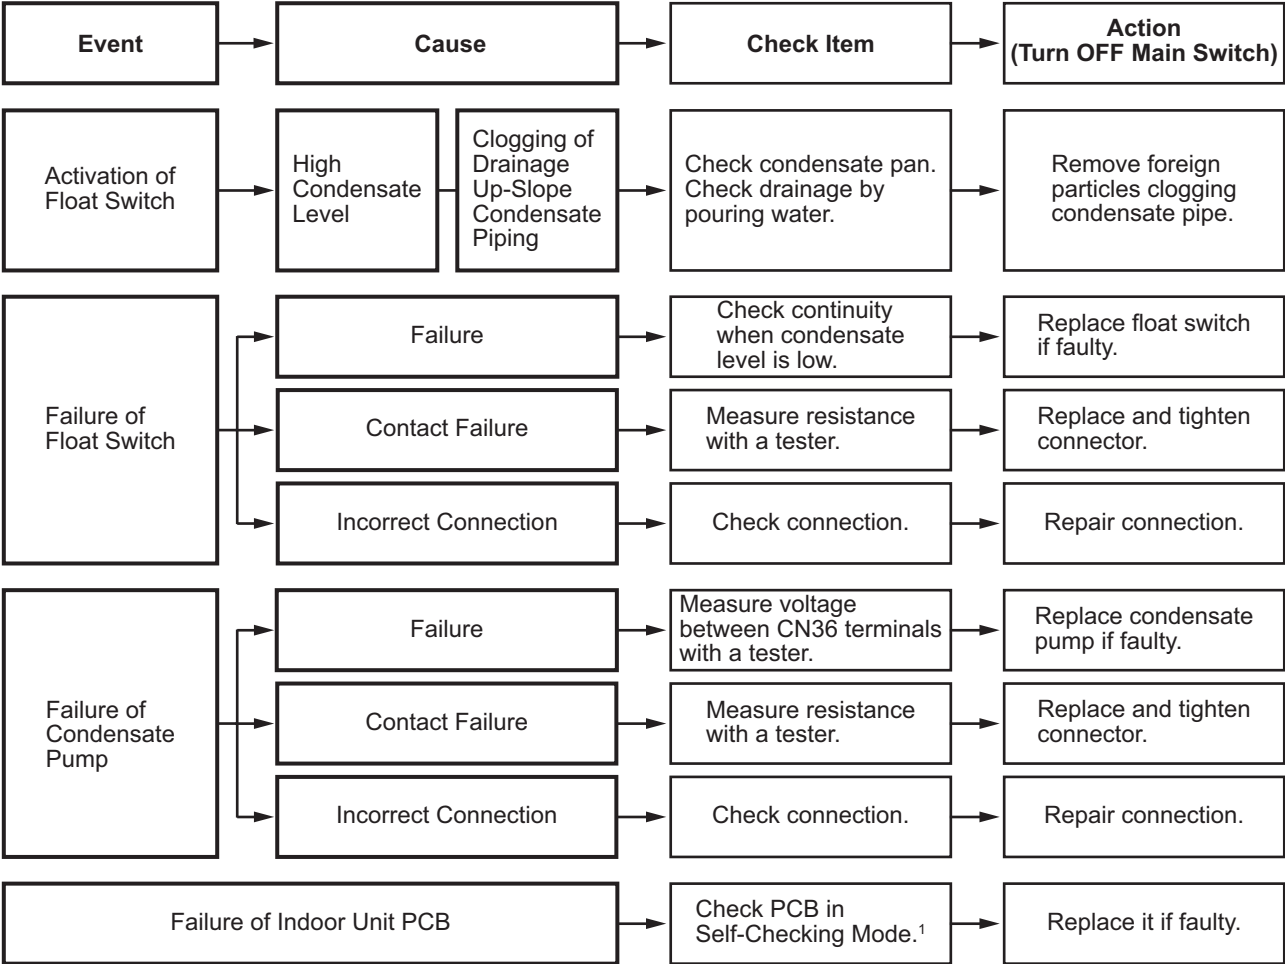 Event
Cause
Check Item
Action
(Turn OFF Main Switch)
Activation of
Float Switch
High
Condensate
Level
Clogging of
Drainage
Up-Slope
Condensate
Piping
Check condensate pan.
Check drainage by
pouring water.
Remove foreign
particles clogging
condensate pipe.
Failure of
Float Switch
Failure
Check continuity
when condensate
level is low.
Replace float switch
if faulty.
Contact Failure
Measure resistance
with a tester.
Replace and tighten
connector.
Incorrect Connection
Check connection.
Repair connection.
Failure of
Condensate
Pump
Failure
Measure voltage
between CN36 terminals
with a tester.
Replace condensate
pump if faulty.
Contact Failure
Measure resistance
with a tester.
Replace and tighten
connector.
Incorrect Connection
Check connection.
Repair connection.
Failure of Indoor Unit PCB
Check PCB in
Self-Checking Mode.¹
Replace it if faulty.